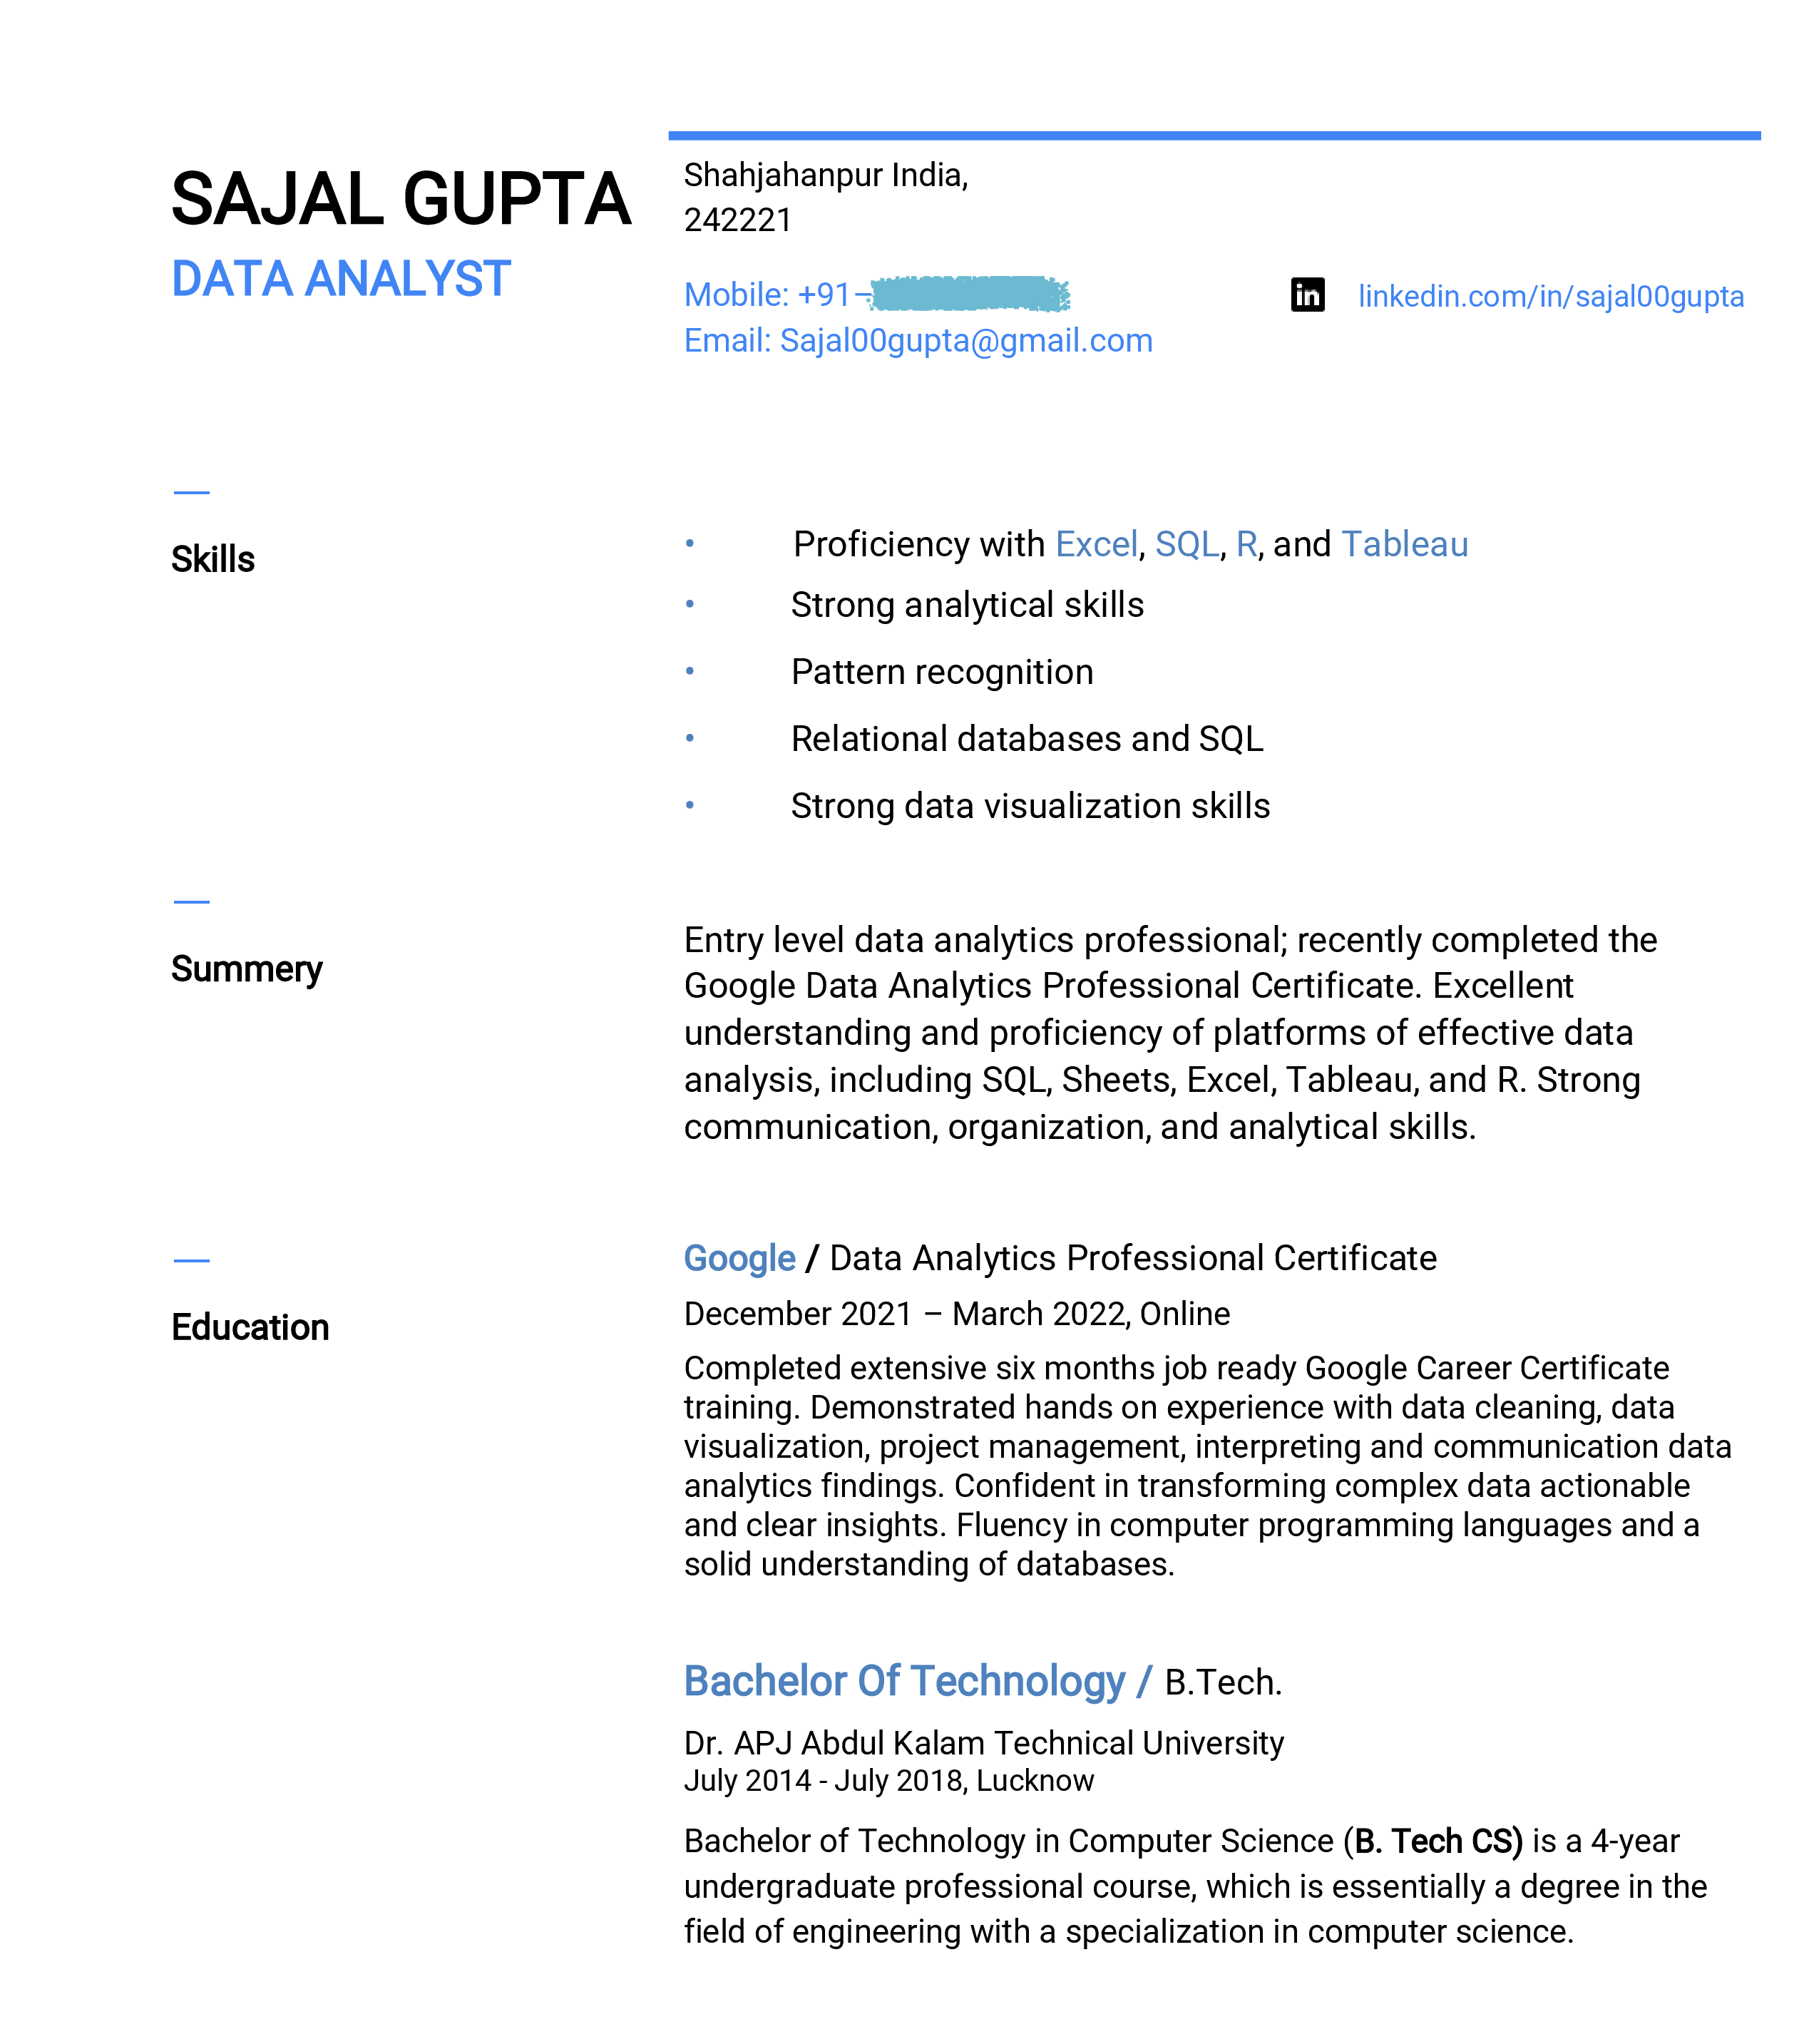 SAJAL GUPTA
DATA ANALYST
Shahjahanpur India,
242221
Mobile: +91–
Email: Sajal00gupta@gmail.com
in linkedin.com/in/sajal00gupta
Skills
• Proficiency with Excel, SQL, R, and Tableau
• Strong analytical skills
• Pattern recognition
• Relational databases and SQL
• Strong data visualization skills
Summery
Entry level data analytics professional; recently completed the
Google Data Analytics Professional Certificate. Excellent
understanding and proficiency of platforms of effective data
analysis, including SQL, Sheets, Excel, Tableau, and R. Strong
communication, organization, and analytical skills.
Education
Google / Data Analytics Professional Certificate
December 2021 – March 2022, Online
Completed extensive six months job ready Google Career Certificate
training. Demonstrated hands on experience with data cleaning, data
visualization, project management, interpreting and communication data
analytics findings. Confident in transforming complex data actionable
and clear insights. Fluency in computer programming languages and a
solid understanding of databases.
Bachelor Of Technology / B.Tech.
Dr. APJ Abdul Kalam Technical University
July 2014 - July 2018, Lucknow
Bachelor of Technology in Computer Science (B. Tech CS) is a 4-year
undergraduate professional course, which is essentially a degree in the
field of engineering with a specialization in computer science.